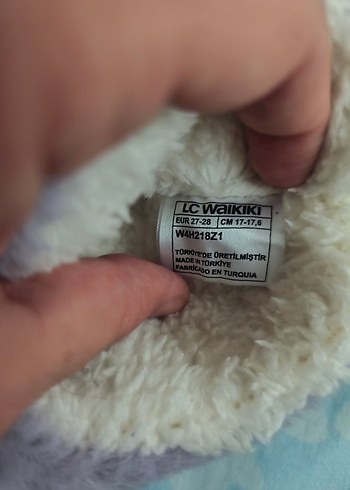 LC Waikiki
EUR 27-28 CM 17-17,6
W4H218Z1
TÜRKİYE'DE ÜRETİLMİŞTİR
MADE IN TÜRKİYE
FABRICADO EN TURQUIA